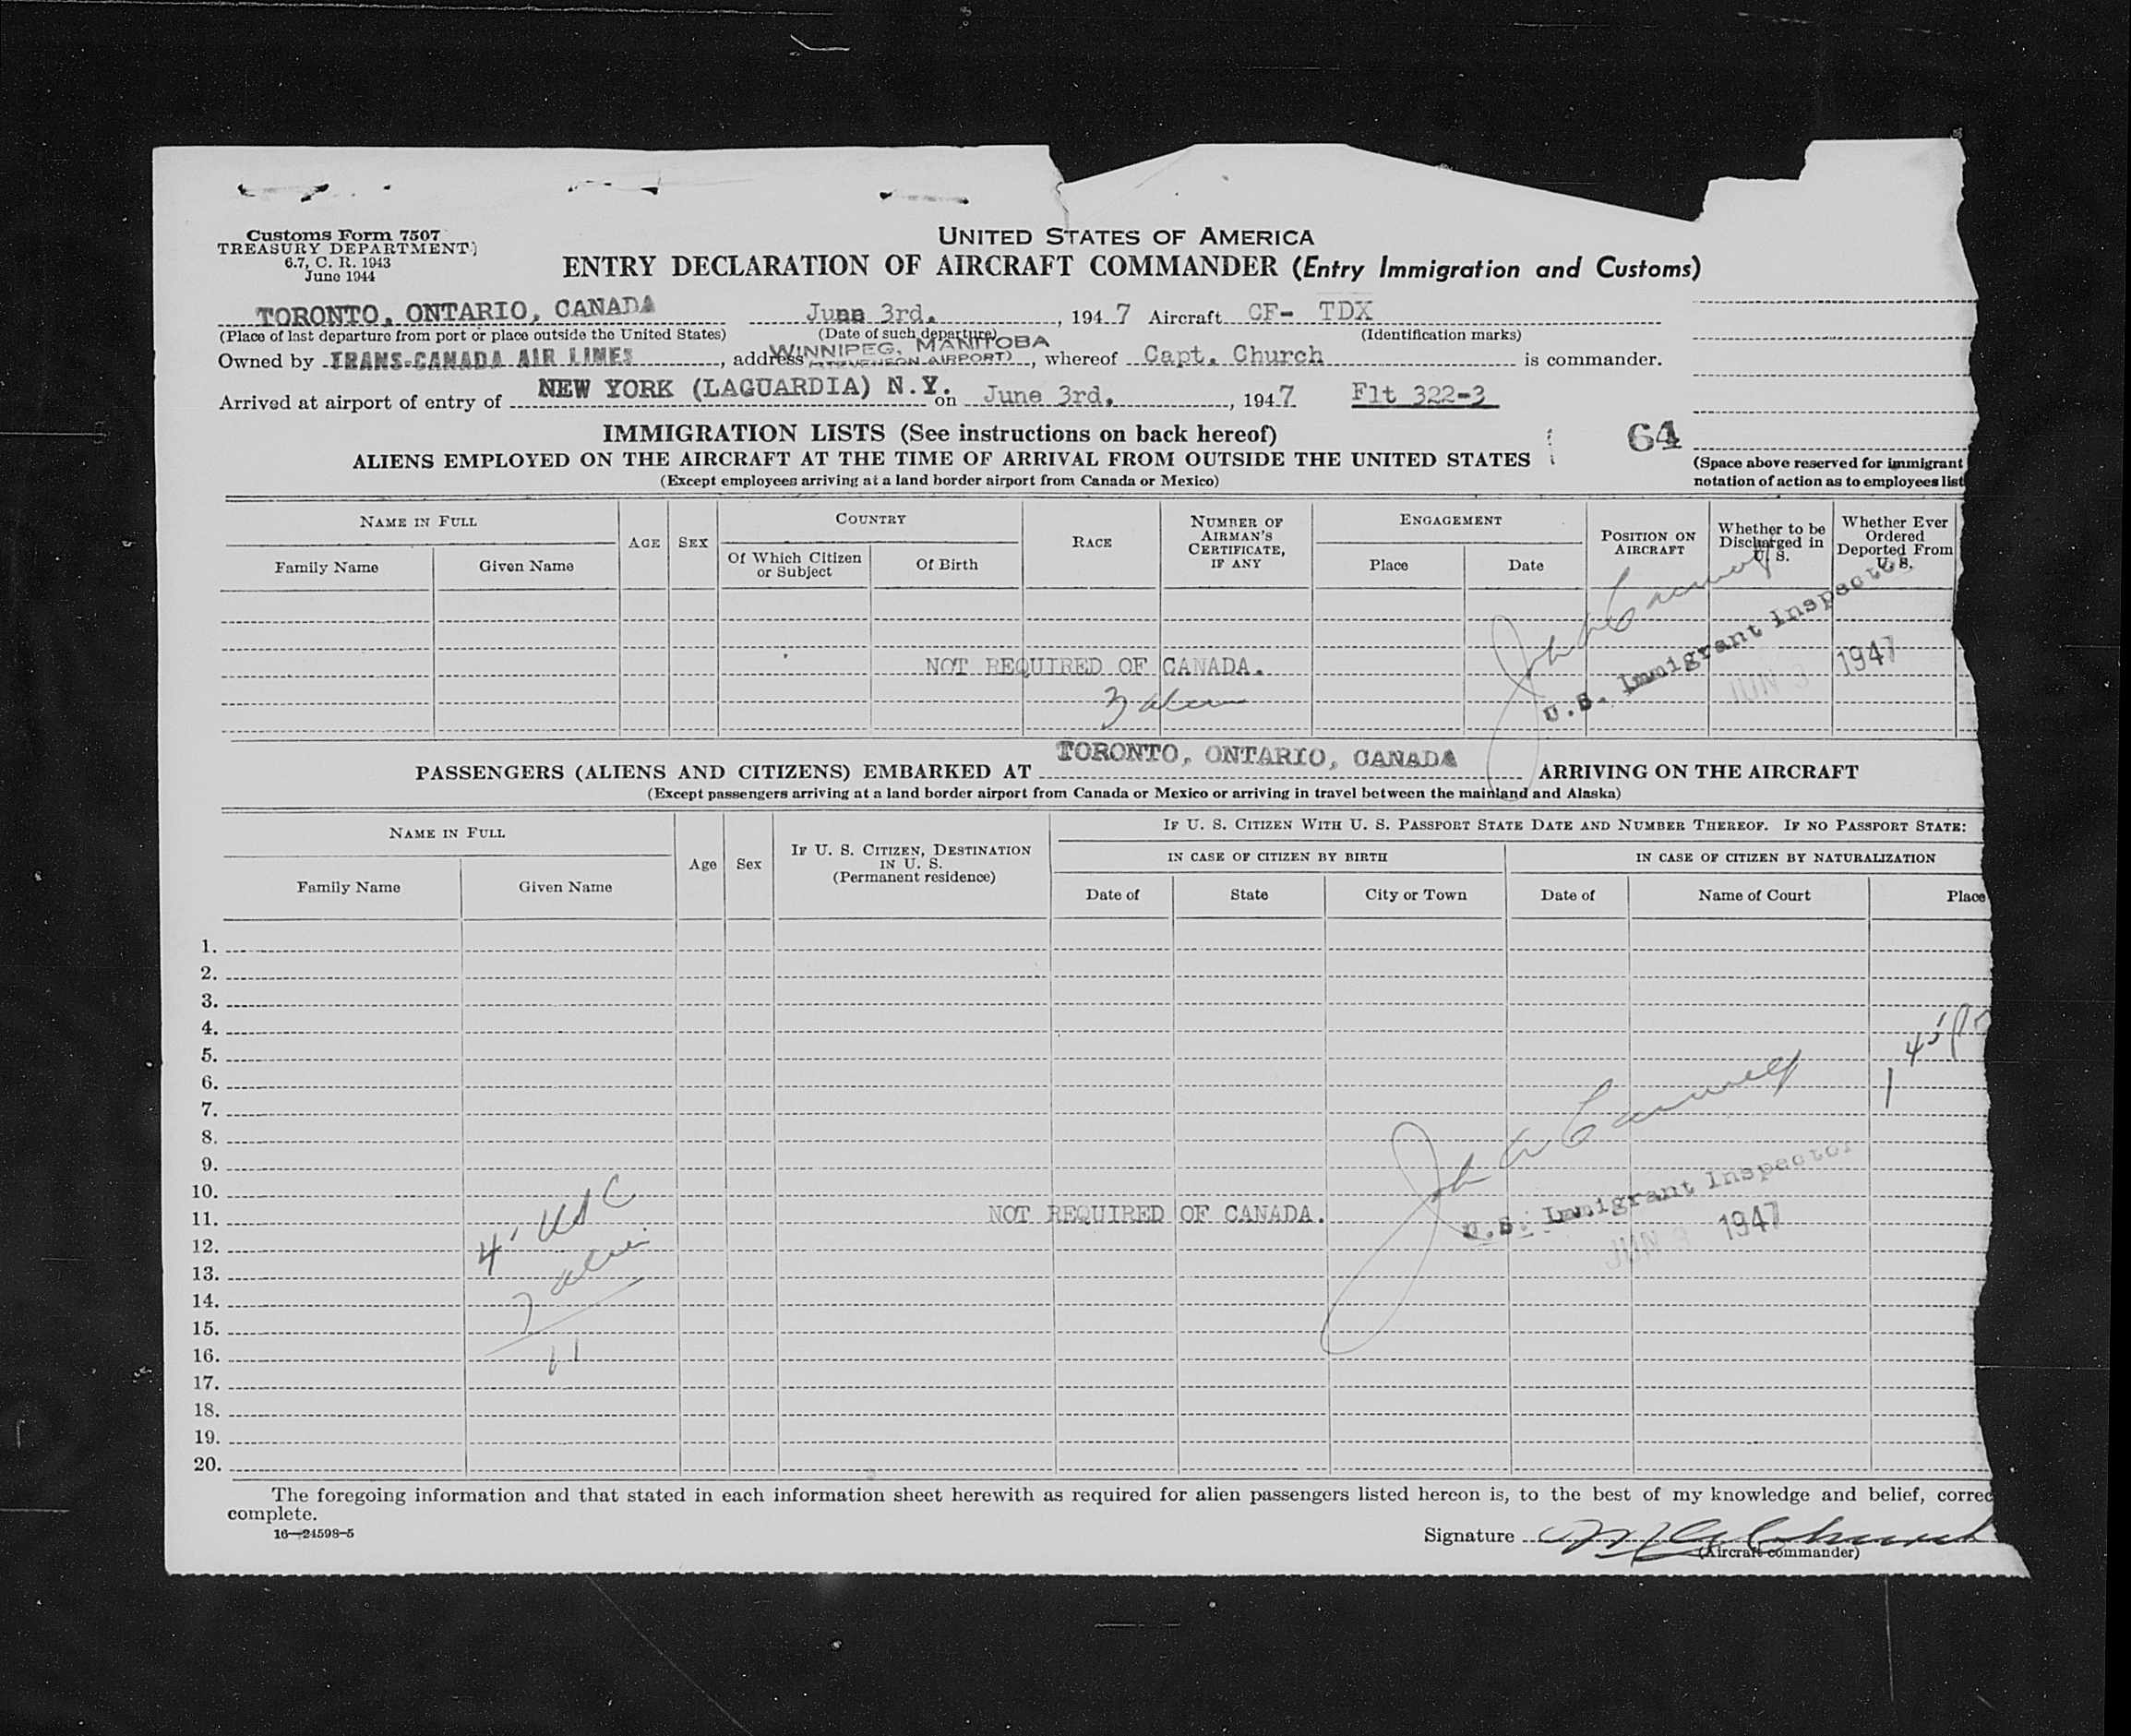 Customs Form 7507
TREASURY DEPARTMENT
6.7, C. R. 1943
June 1944
UNITED STATES OF AMERICA
ENTRY DECLARATION OF AIRCRAFT COMMANDER (Entry Immigration and Customs)
TORONTO, ONTARIO, CANADA June 3rd. , 1947 Aircraft CF- TDX
(Place of last departure from port or place outside the United States) (Date of such departure) (Identification marks)
WINNIPEG, MANITOBA
Owned by TRANS-CANADA AIR LINES , address (STEVENSON AIRPORT) , whereof Capt. Church is commander.
Arrived at airport of entry of NEW YORK (LAGUARDIA) N.Y. on June 3rd. , 1947 Flt 322-3
IMMIGRATION LISTS (See instructions on back hereof) 64
ALIENS EMPLOYED ON THE AIRCRAFT AT THE TIME OF ARRIVAL FROM OUTSIDE THE UNITED STATES
(Space above reserved for immigrant
(Except employees arriving at a land border airport from Canada or Mexico) notation of action as to employees list
NAME IN FULL AGE SEX COUNTRY RACE NUMBER OF AIRMAN'S CERTIFICATE, IF ANY ENGAGEMENT POSITION ON AIRCRAFT Whether to be Discharged in U. S. Whether Ever Ordered Deported From U. S.
Family Name Given Name Of Which Citizen or Subject Of Birth Place Date
NOT REQUIRED OF CANADA.
3
U.S. Immigrant Inspector
JUN 3 1947
PASSENGERS (ALIENS AND CITIZENS) EMBARKED AT TORONTO, ONTARIO, CANADA ARRIVING ON THE AIRCRAFT
(Except passengers arriving at a land border airport from Canada or Mexico or arriving in travel between the mainland and Alaska)
NAME IN FULL Age Sex IF U. S. CITIZEN, DESTINATION IN U. S. (Permanent residence) IF U. S. CITIZEN WITH U. S. PASSPORT STATE DATE AND NUMBER THEREOF. IF NO PASSPORT STATE:
IN CASE OF CITIZEN BY BIRTH IN CASE OF CITIZEN BY NATURALIZATION
Family Name Given Name Date of State City or Town Date of Name of Court Place
1.
2.
3.
4.
5.
6.
7.
8.
9.
10.
11. NOT REQUIRED OF CANADA.
12.
13.
14.
15.
16.
17.
18.
19.
20.
4 USC
11
John
U.S. Immigrant Inspector
JUN 3 1947
The foregoing information and that stated in each information sheet herewith as required for alien passengers listed hereon is, to the best of my knowledge and belief, correc
complete.
16—24598-5
Signature
(Aircraft commander)